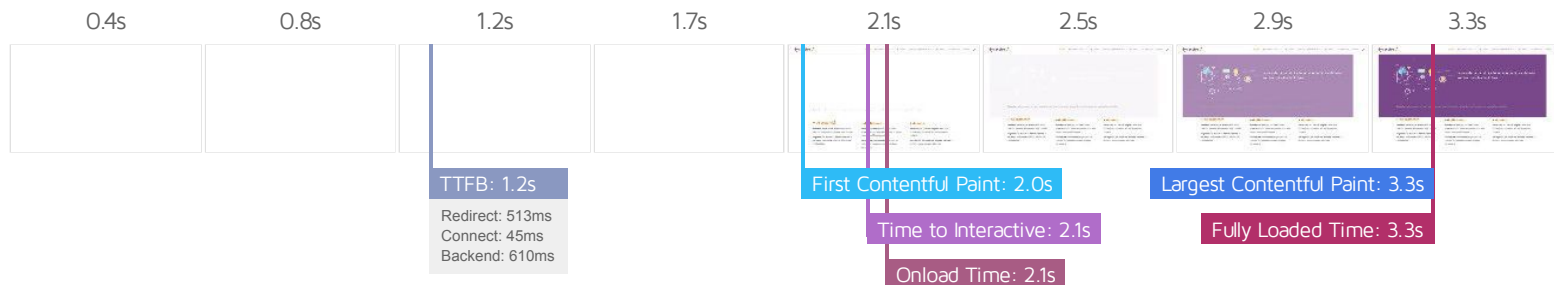 0.4s
0.8s
1.2s
1.7s
2.1s
2.5s
2.9s
3.3s
TTFB: 1.2s
Redirect: 513ms
Connect: 45ms
Backend: 610ms
First Contentful Paint: 2.0s
Time to Interactive: 2.1s
Onload Time: 2.1s
Largest Contentful Paint: 3.3s
Fully Loaded Time: 3.3s